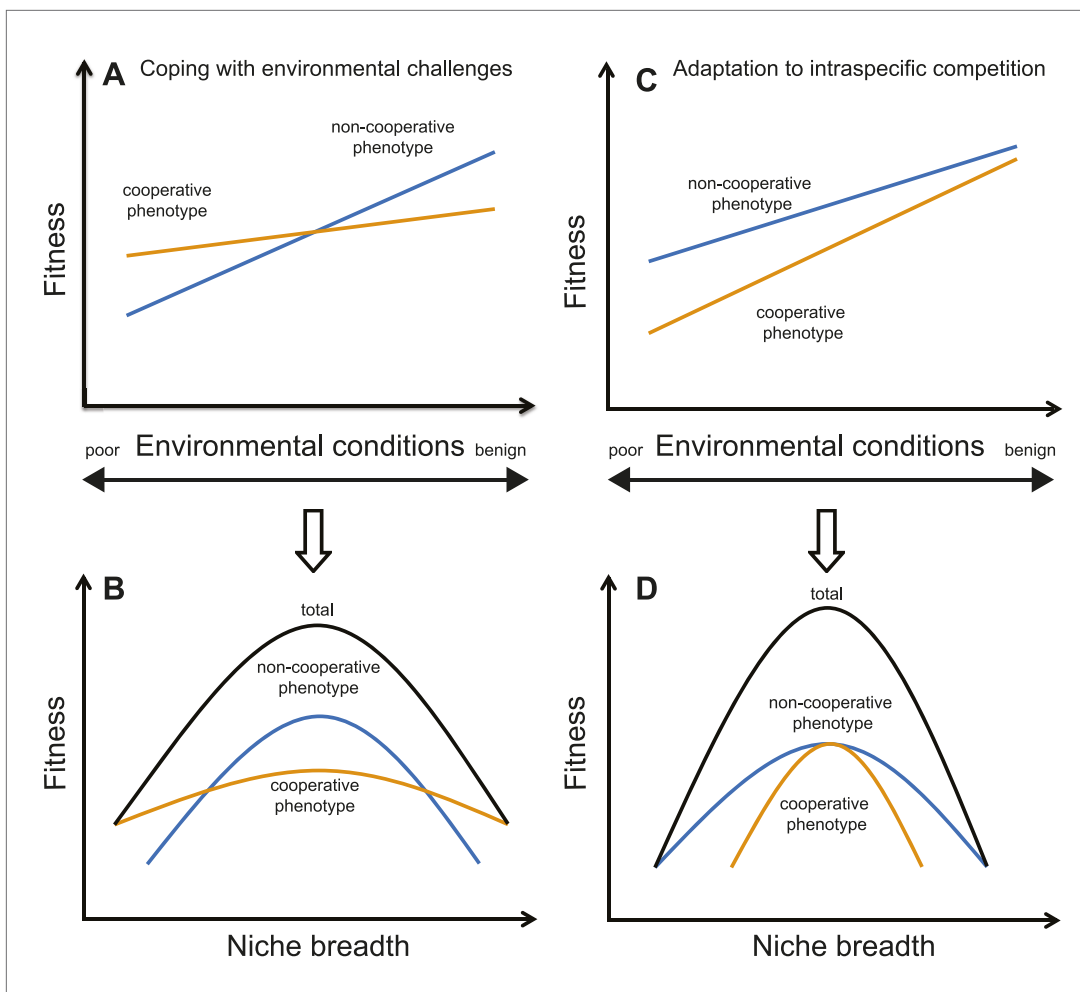 A Coping with environmental challenges
non-cooperative
phenotype
cooperative
phenotype
Fitness
poor Environmental conditions benign
C Adaptation to intraspecific competition
non-cooperative
phenotype
cooperative
phenotype
Fitness
poor Environmental conditions benign
B
total
non-cooperative
phenotype
cooperative
phenotype
Fitness
Niche breadth
D
total
non-cooperative
phenotype
cooperative
phenotype
Fitness
Niche breadth